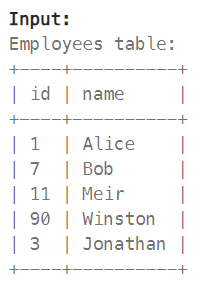 Input:
Employees table:
+----+----------+
| id | name     |
+----+----------+
| 1  | Alice    |
| 7  | Bob      |
| 11 | Meir     |
| 90 | Winston  |
| 3  | Jonathan |
+----+----------+